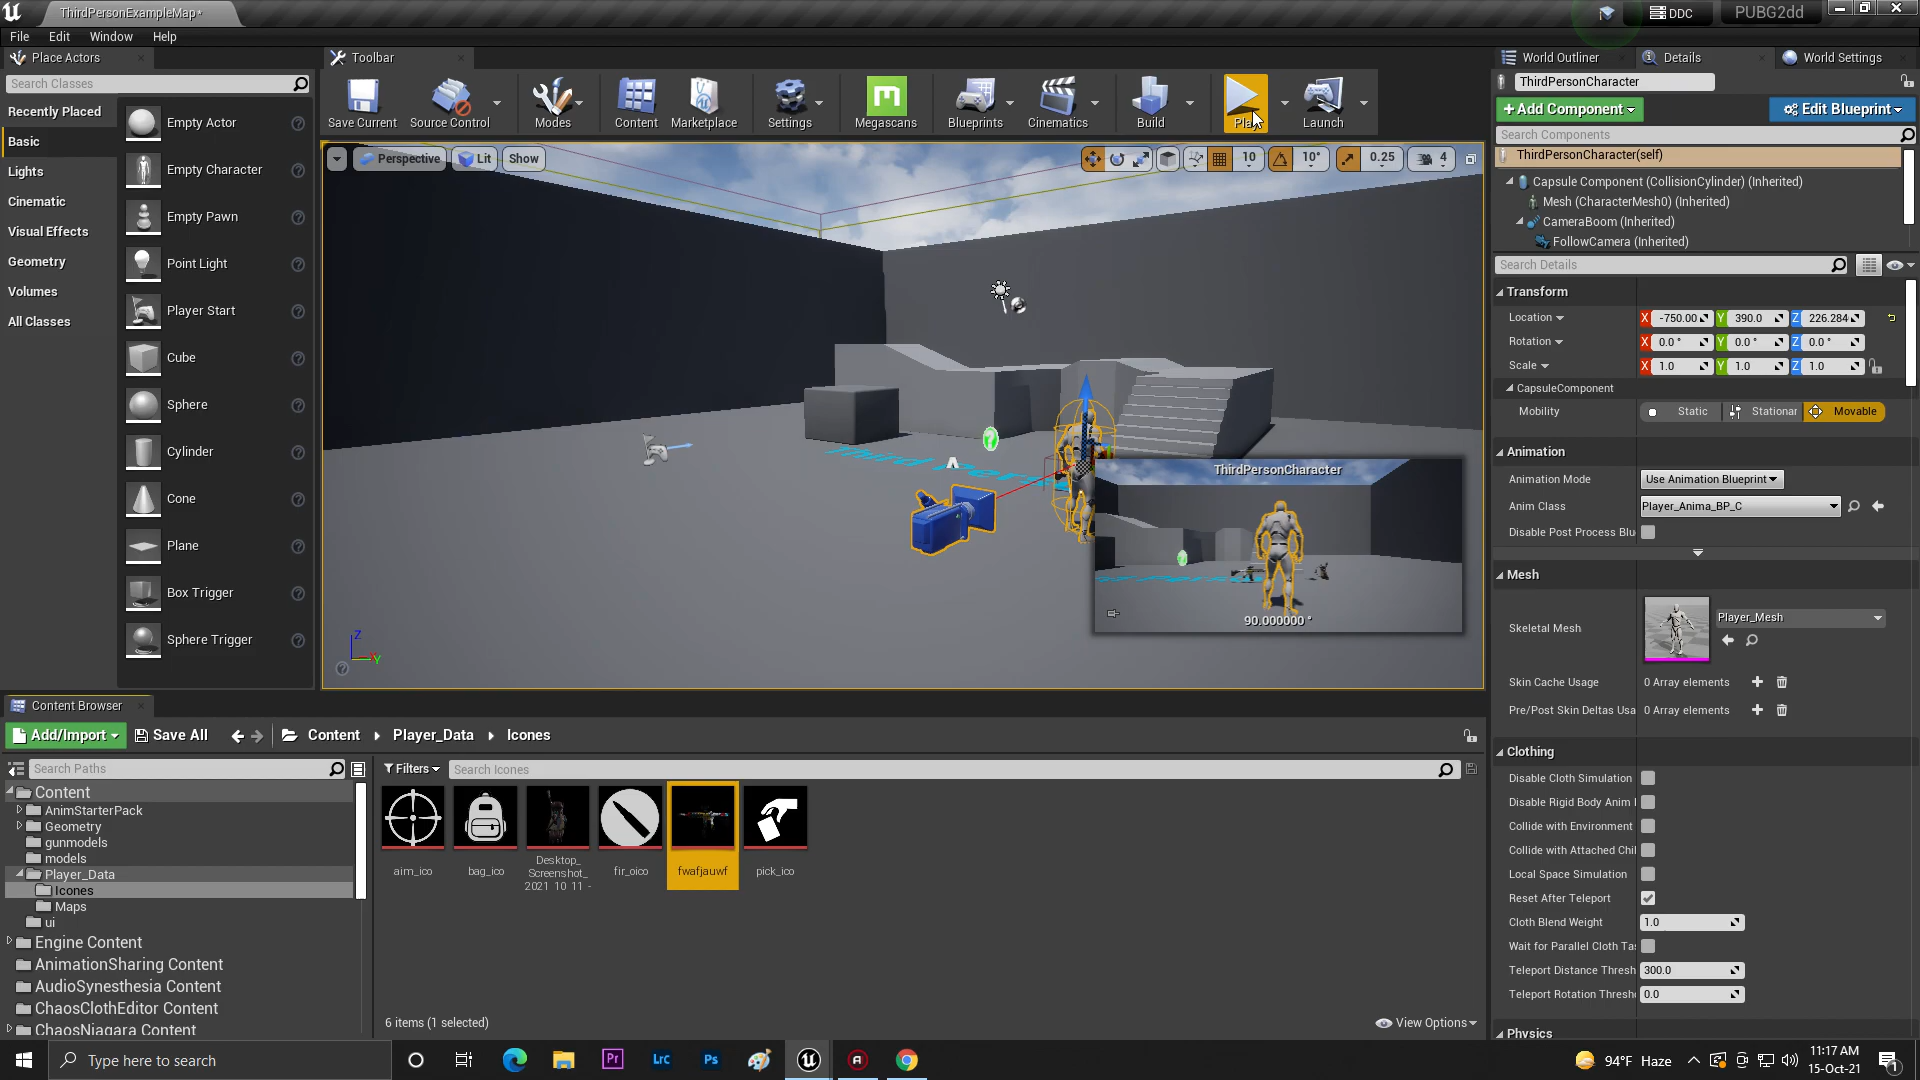 ThirdPersonExampleMap*
DDC
PUBG2dd
File Edit Window Help
Place Actors
Search Classes
Recently Placed
Basic
Lights
Cinematic
Visual Effects
Geometry
Volumes
All Classes
Empty Actor
Empty Character
Empty Pawn
Point Light
Player Start
Cube
Sphere
Cylinder
Cone
Plane
Box Trigger
Sphere Trigger
Toolbar
Save Current
Source Control
Modes
Content
Marketplace
Settings
Megascans
Blueprints
Cinematics
Build
Play
Launch
Perspective
Lit
Show
10
10°
0.25
4
ThirdPersonCharacter
90.000000 °
Z
Y
World Outliner
Details
World Settings
ThirdPersonCharacter
+Add Component
Edit Blueprint
Search Components
ThirdPersonCharacter(self)
Capsule Component (CollisionCylinder) (Inherited)
Mesh (CharacterMesh0) (Inherited)
CameraBoom (Inherited)
FollowCamera (Inherited)
Search Details
Transform
Location X -750.00 Y 390.0 Z 226.284
Rotation X 0.0 ° Y 0.0 ° Z 0.0 °
Scale X 1.0 Y 1.0 Z 1.0
CapsuleComponent
Mobility Static Stationar Movable
Animation
Animation Mode Use Animation Blueprint
Anim Class Player_Anima_BP_C
Disable Post Process Blu
Mesh
Skeletal Mesh Player_Mesh
Skin Cache Usage 0 Array elements
Pre/Post Skin Deltas Usa 0 Array elements
Clothing
Disable Cloth Simulation
Disable Rigid Body Anim
Collide with Environment
Collide with Attached Chil
Local Space Simulation
Reset After Teleport
Cloth Blend Weight 1.0
Wait for Parallel Cloth Tas
Teleport Distance Thresh 300.0
Teleport Rotation Thresh 0.0
Physics
Content Browser
Add/Import
Save All
Content Player_Data Icones
Search Paths
Filters
Search Icones
Content
AnimStarterPack
Geometry
gunmodels
models
Player_Data
Icones
Maps
ui
Engine Content
AnimationSharing Content
AudioSynesthesia Content
ChaosClothEditor Content
ChaosNiagara Content
aim_ico
bag_ico
Desktop_
Screenshot_
2021 10 11 -
fir_oico
fwafjauwf
pick_ico
6 items (1 selected)
View Options
Type here to search
Pr
Lrc
Ps
94°F Haze
11:17 AM
15-Oct-21
1